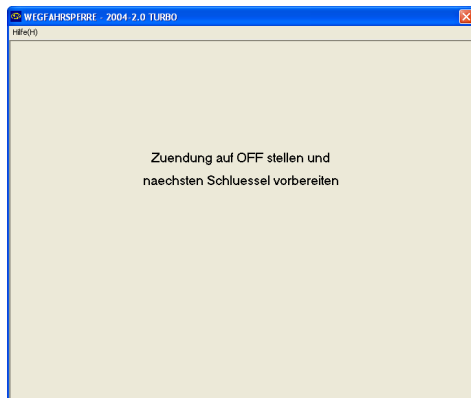 WEGFAHRSPERRE - 2004-2.0 TURBO
Hilfe(H)
Zuendung auf OFF stellen und
naechsten Schluessel vorbereiten